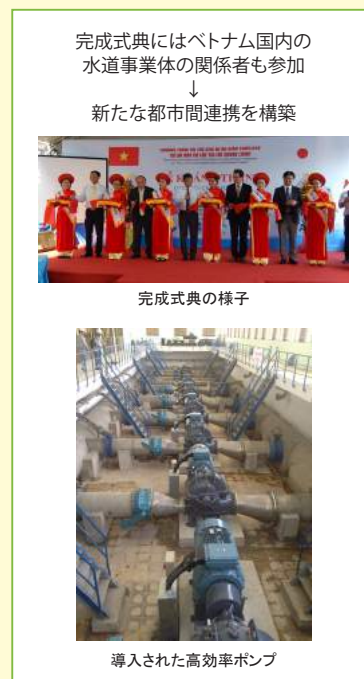 完成式典にはベトナム国内の
水道事業体の関係者も参加
↓
新たな都市間連携を構築
完成式典の様子
導入された高効率ポンプ